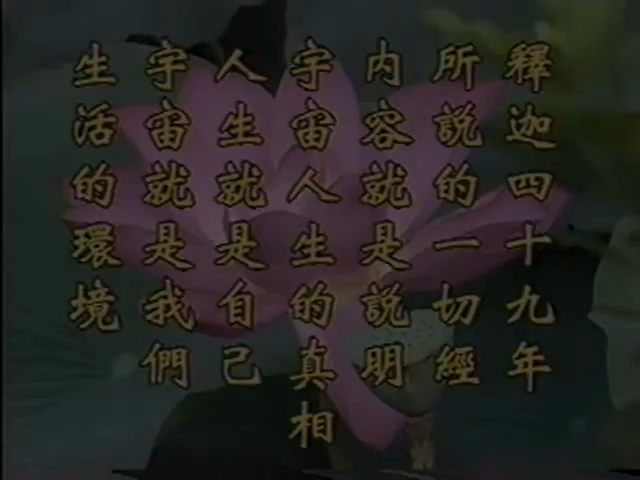 釋迦四十九年
所說的一切經
內容就是說明
宇宙人生的真相
人生就是自己
宇宙就是我們
生活的環境